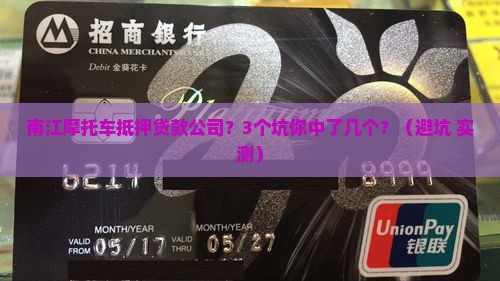 招商银行
CHINA MERCHANTS BANK
Debit 金葵花卡
南江摩托车抵押贷款公司？3个坑你中了几个？（避坑 实
测）
6214 8999
MONTH/YEAR MONTH/YEAR
VALID FROM 05/17 VALID THRU 05/27
UnionPay
银联